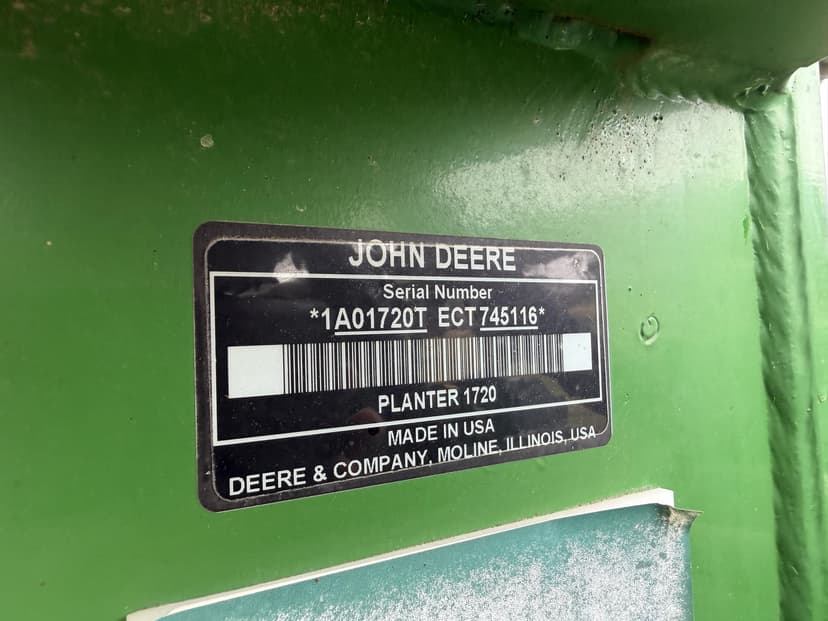 JOHN DEERE
Serial Number
*1A01720T ECT745116*
PLANTER 1720
MADE IN USA
DEERE & COMPANY, MOLINE, ILLINOIS, USA